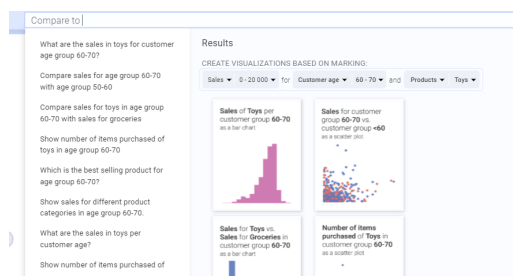 Compare to
What are the sales in toys for customer
age group 60-70?
Compare sales for age group 60-70
with age group 50-60
Compare sales for toys in age group
60-70 with sales for groceries
Show number of items purchased of
toys in age group 60-70
Which is the best selling product for
age group 60-70?
Show sales for different product
categories in age group 60-70.
What are the sales in toys per
customer age?
Show number of items purchased of
Results
CREATE VISUALIZATIONS BASED ON MARKING:
Sales 0-20 000 for Customer age 60-70 and Products Toys
Sales of Toys per
customer group 60-70
as a bar chart
Sales for customer
group 60-70 vs.
customer group <60
as a scatter plot
Sales for Toys vs.
Sales for Groceries in
customer group 60-70
as a bar chart
Number of items
purchased of Toys in
customer group 60-70
as a scatter plot